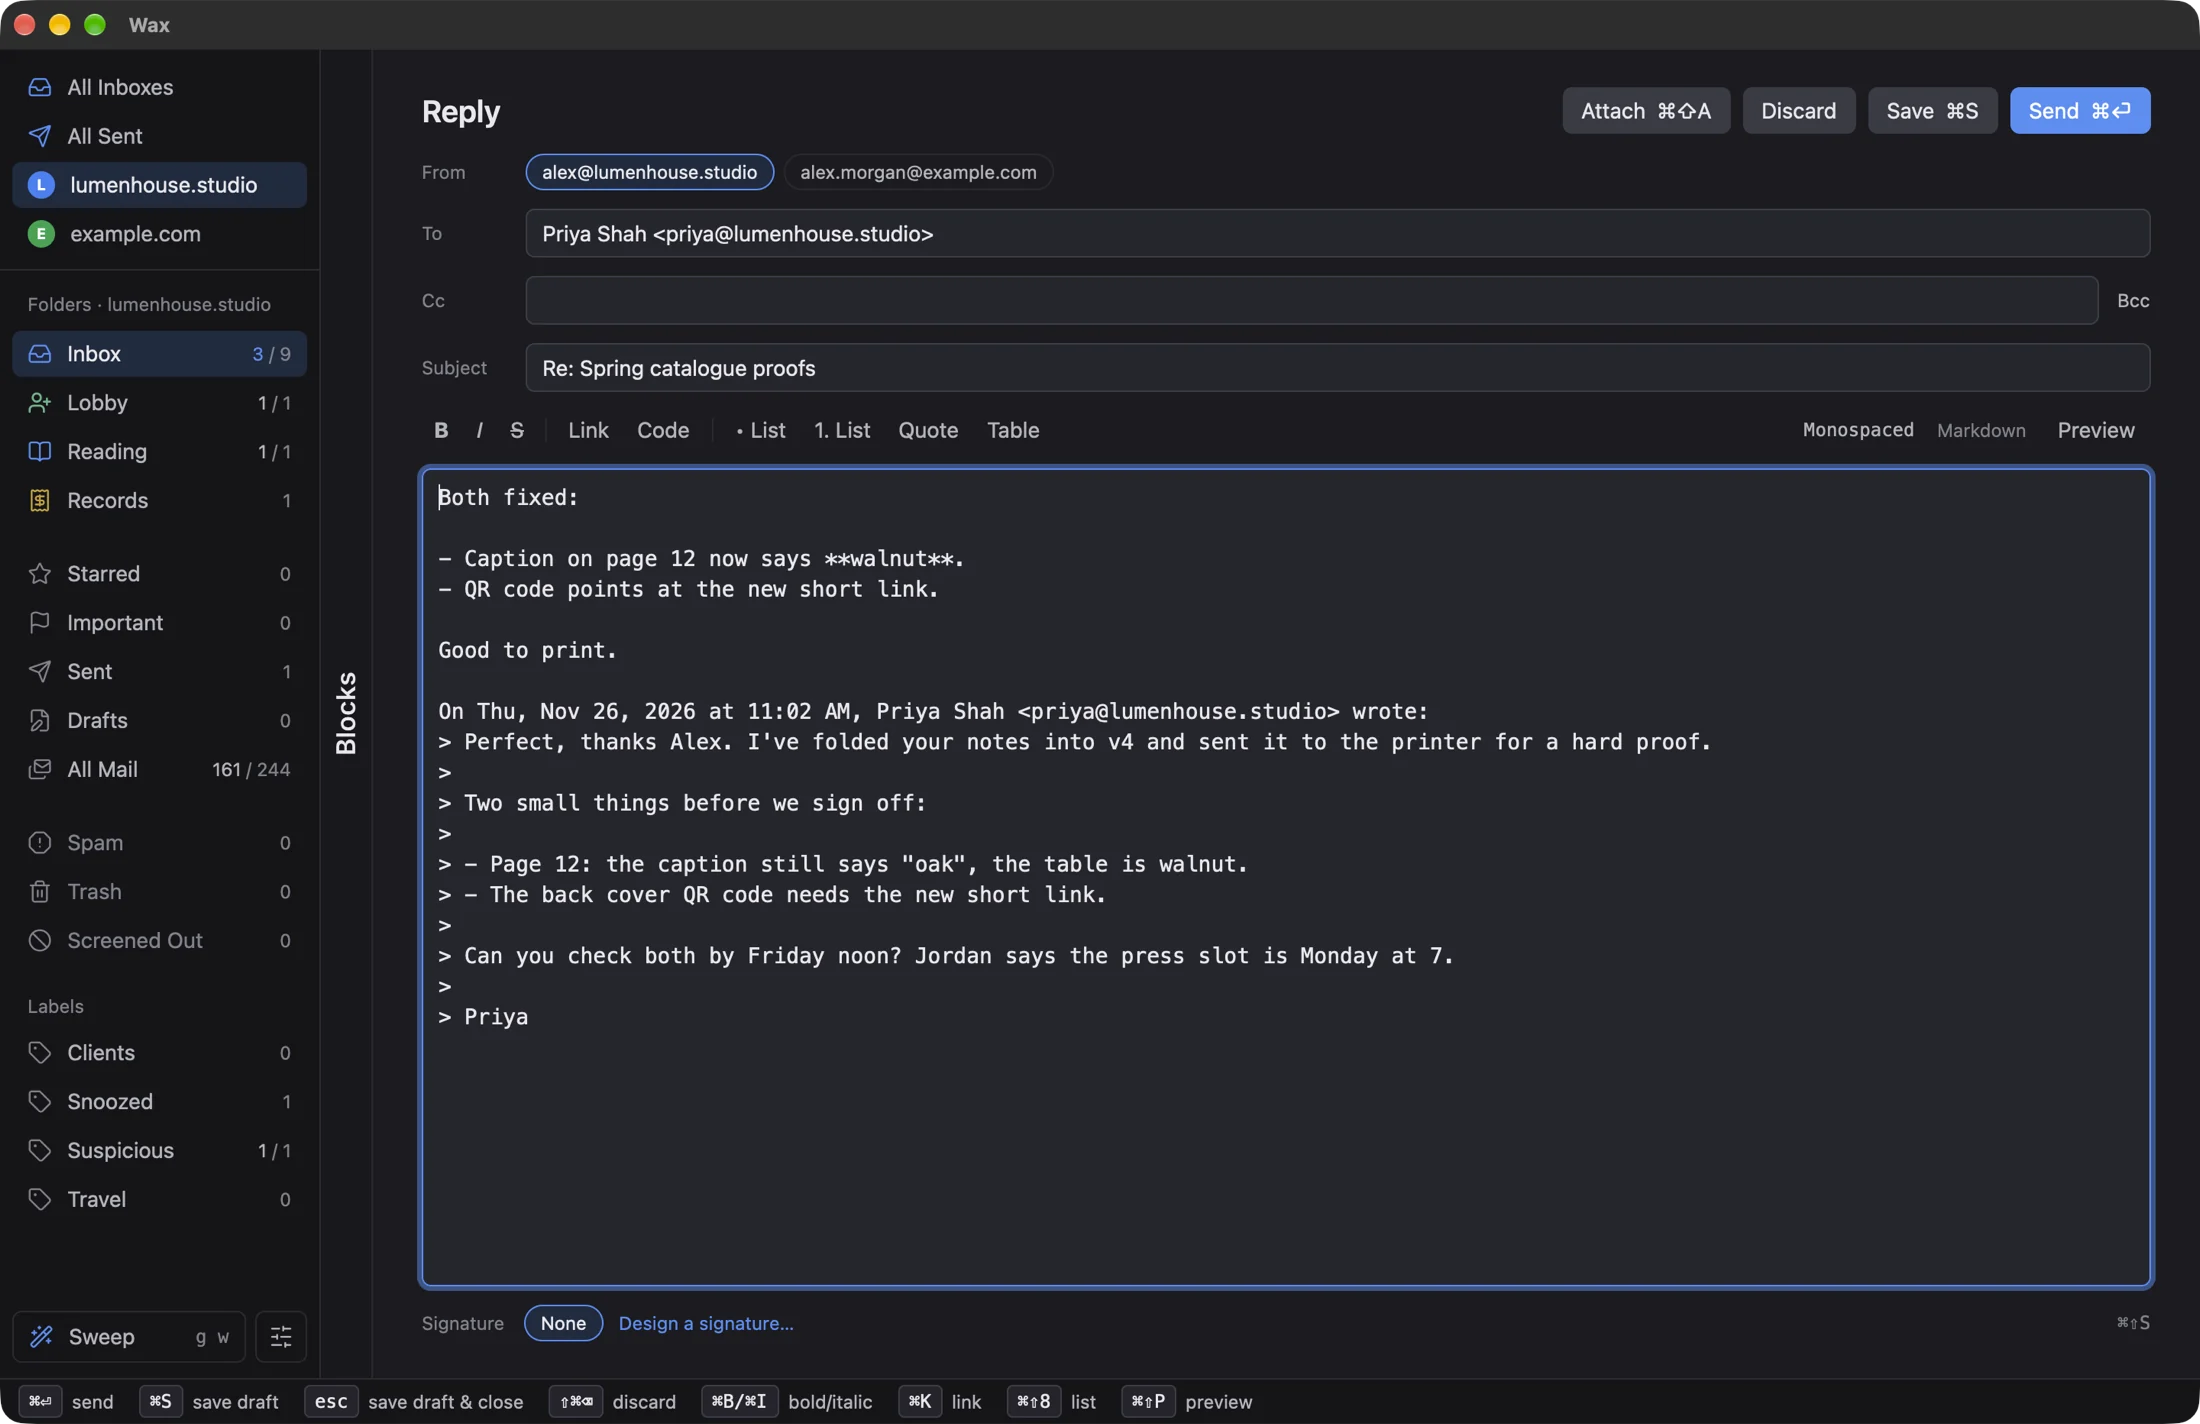 Wax
All Inboxes
All Sent
L lumenhouse.studio
E example.com
Folders · lumenhouse.studio
Inbox 3 / 9
Lobby 1 / 1
Reading 1 / 1
Records 1
Starred 0
Important 0
Sent 1
Drafts 0
All Mail 161 / 244
Spam 0
Trash 0
Screened Out 0
Labels
Clients 0
Snoozed 1
Suspicious 1 / 1
Travel 0
Sweep g w
Blocks
Reply
Attach ⌘⇧A Discard Save ⌘S Send ⌘⏎
From alex@lumenhouse.studio alex.morgan@example.com
To Priya Shah <priya@lumenhouse.studio>
Cc Bcc
Subject Re: Spring catalogue proofs
B I S Link Code • List 1. List Quote Table Monospaced Markdown Preview
Both fixed:
- Caption on page 12 now says **walnut**.
- QR code points at the new short link.
Good to print.
On Thu, Nov 26, 2026 at 11:02 AM, Priya Shah <priya@lumenhouse.studio> wrote:
> Perfect, thanks Alex. I've folded your notes into v4 and sent it to the printer for a hard proof.
>
> Two small things before we sign off:
>
> - Page 12: the caption still says "oak", the table is walnut.
> - The back cover QR code needs the new short link.
>
> Can you check both by Friday noon? Jordan says the press slot is Monday at 7.
>
> Priya
Signature None Design a signature... ⌘⇧S
⌘⏎ send ⌘S save draft esc save draft & close ⇧⌘⌫ discard ⌘B/⌘I bold/italic ⌘K link ⌘⇧8 list ⌘⇧P preview